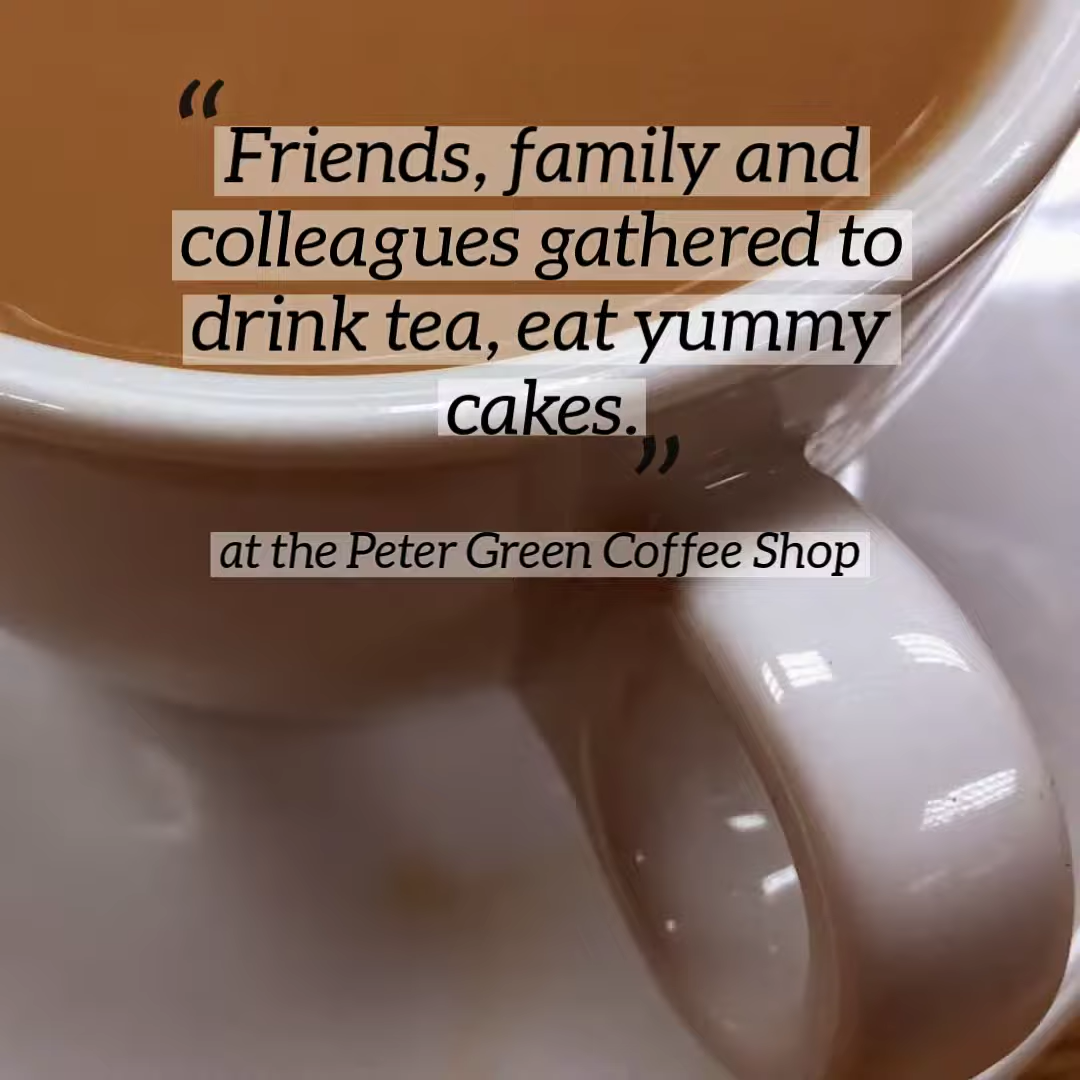 “Friends, family and
colleagues gathered to
drink tea, eat yummy
cakes.”
at the Peter Green Coffee Shop